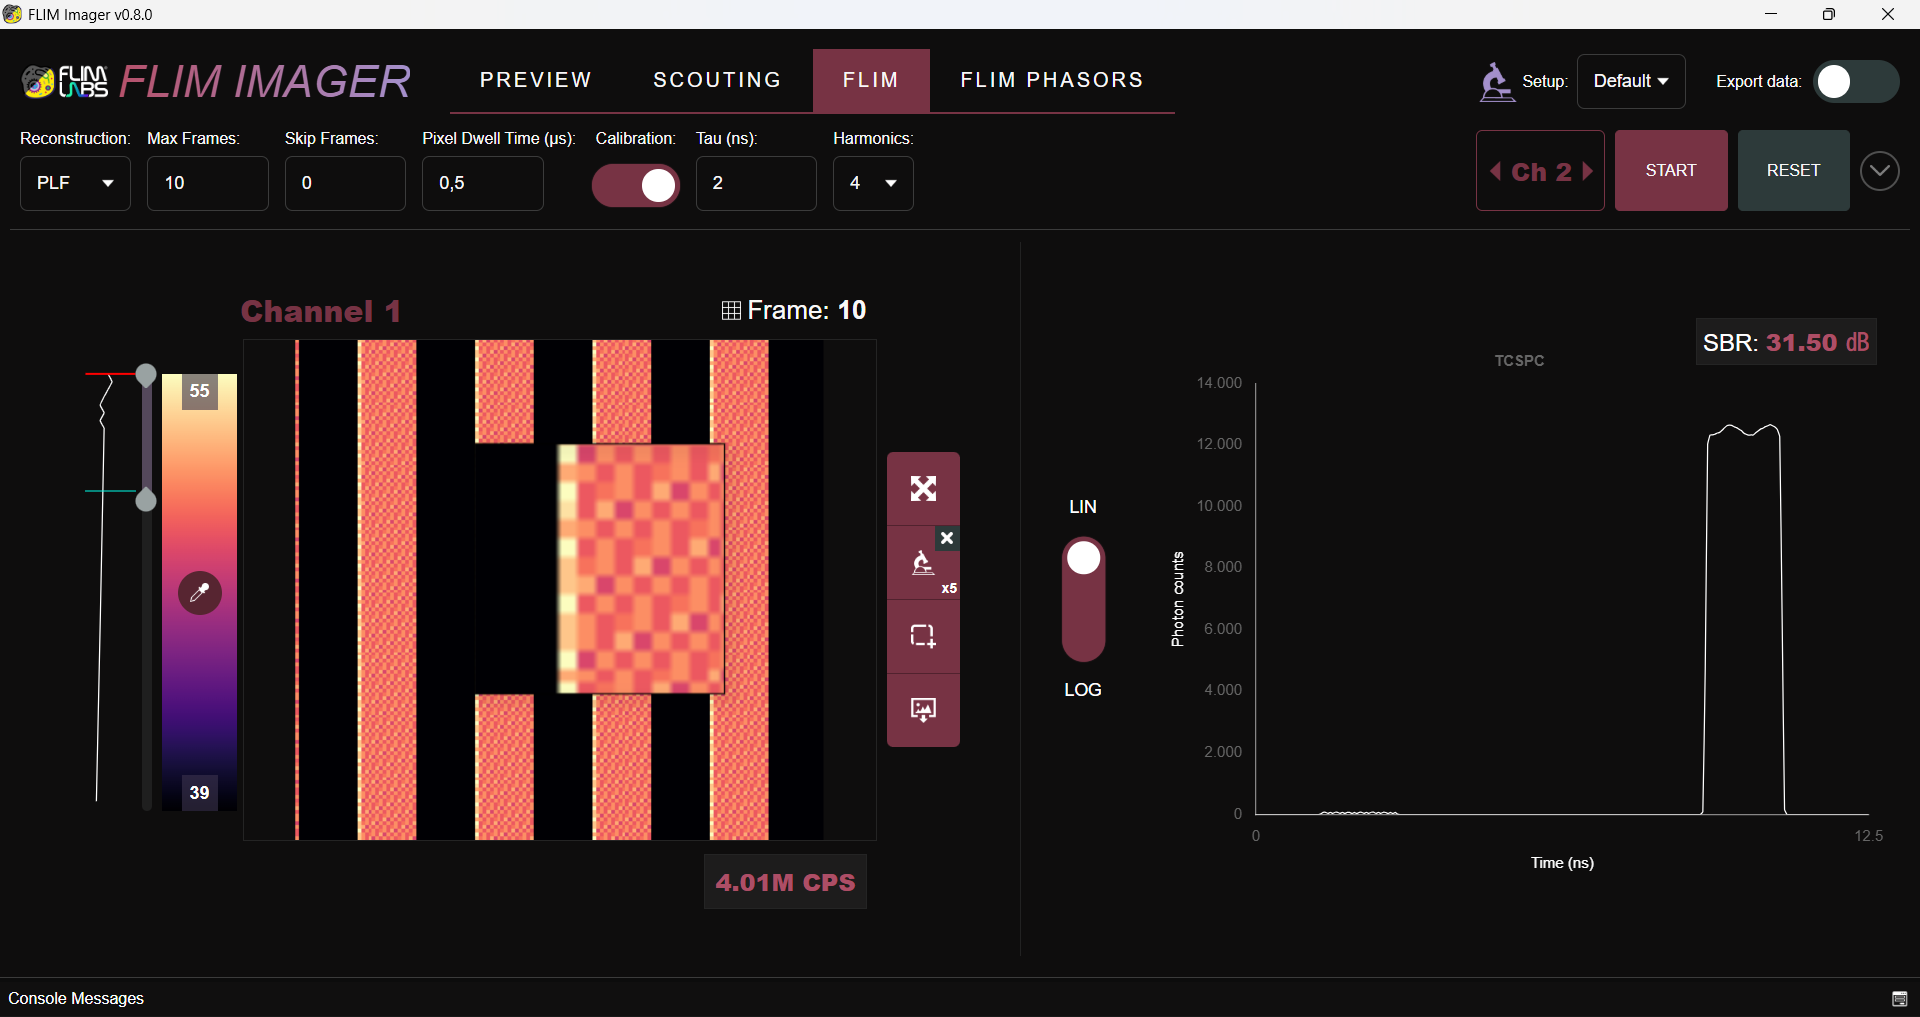 FLIM Imager v0.8.0
FLIM LABS FLIM IMAGER
PREVIEW SCOUTING FLIM FLIM PHASORS
Setup: Default Export data:
Reconstruction: Max Frames: Skip Frames: Pixel Dwell Time (µs): Calibration: Tau (ns): Harmonics:
PLF 10 0 0,5 2 4
Ch 2 START RESET
Channel 1 Frame: 10
55
39
x5
4.01M CPS
LIN
LOG
SBR: 31.50 dB
TCSPC
14.000
12.000
10.000
8.000
6.000
4.000
2.000
0
Photon counts
0 12.5
Time (ns)
Console Messages